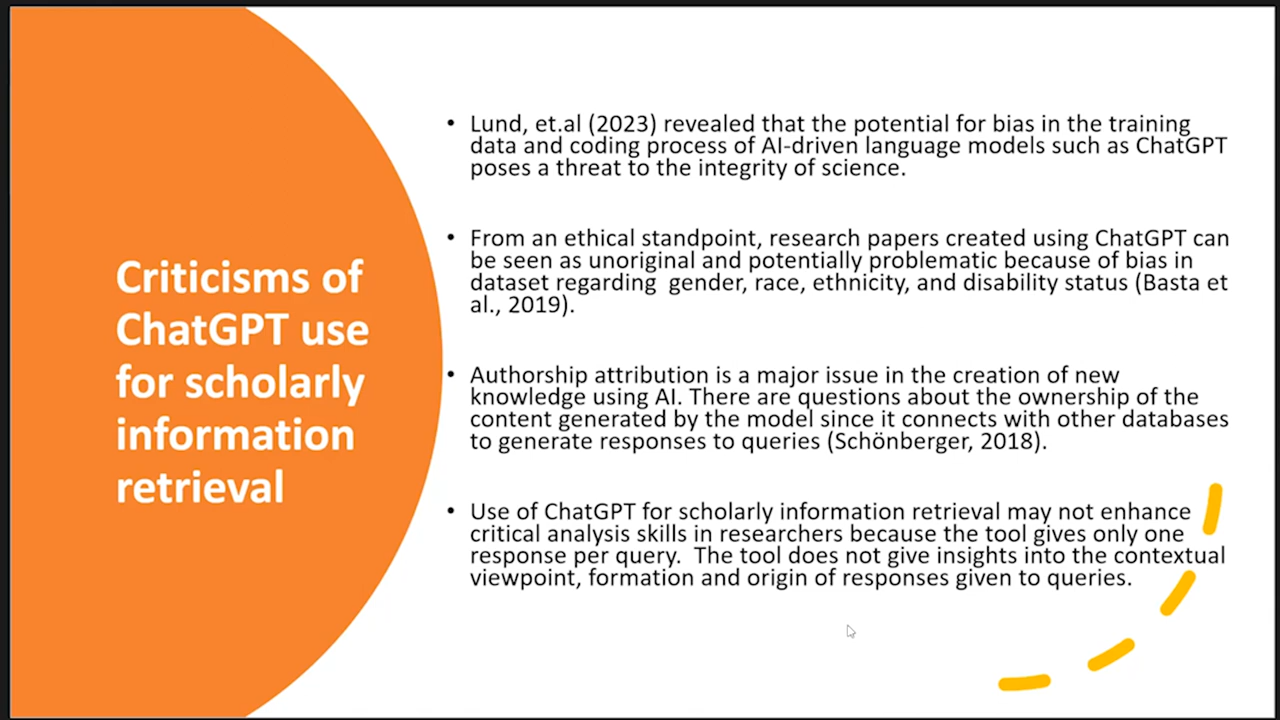 Criticisms of
ChatGPT use
for scholarly
information
retrieval
• Lund, et.al (2023) revealed that the potential for bias in the training
data and coding process of AI-driven language models such as ChatGPT
poses a threat to the integrity of science.
• From an ethical standpoint, research papers created using ChatGPT can
be seen as unoriginal and potentially problematic because of bias in
dataset regarding  gender, race, ethnicity, and disability status (Basta et
al., 2019).
• Authorship attribution is a major issue in the creation of new
knowledge using AI. There are questions about the ownership of the
content generated by the model since it connects with other databases
to generate responses to queries (Schönberger, 2018).
• Use of ChatGPT for scholarly information retrieval may not enhance
critical analysis skills in researchers because the tool gives only one
response per query.  The tool does not give insights into the contextual
viewpoint, formation and origin of responses given to queries.